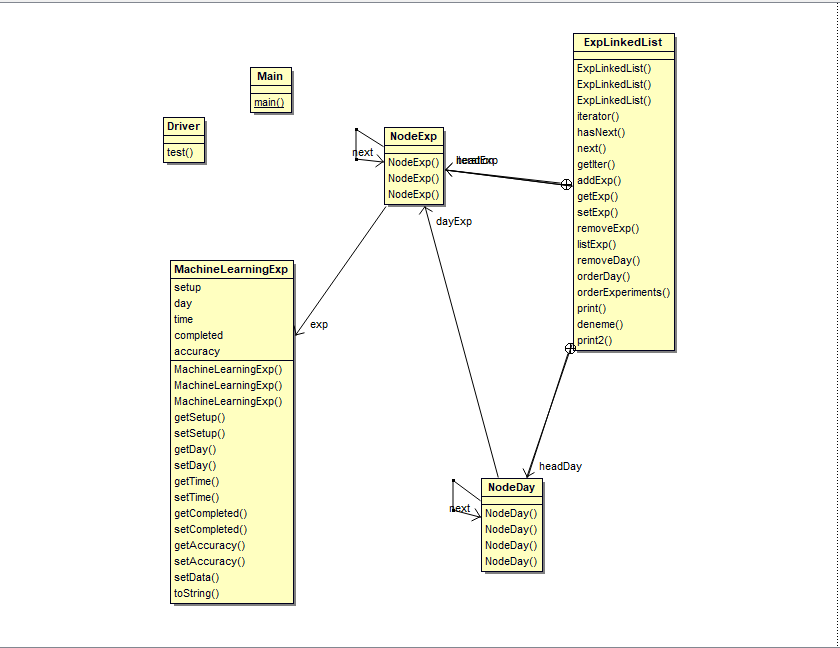 Main
main()
Driver
test()
NodeExp
NodeExp()
NodeExp()
NodeExp()
next
headExp
dayExp
exp
ExpLinkedList
ExpLinkedList()
ExpLinkedList()
ExpLinkedList()
iterator()
hasNext()
next()
getIter()
addExp()
getExp()
setExp()
removeExp()
listExp()
removeDay()
orderDay()
orderExperiments()
print()
deneme()
print2()
MachineLearningExp
setup
day
time
completed
accuracy
MachineLearningExp()
MachineLearningExp()
MachineLearningExp()
getSetup()
setSetup()
getDay()
setDay()
getTime()
setTime()
getCompleted()
setCompleted()
getAccuracy()
setAccuracy()
setData()
toString()
headDay
NodeDay
NodeDay()
NodeDay()
NodeDay()
NodeDay()
next